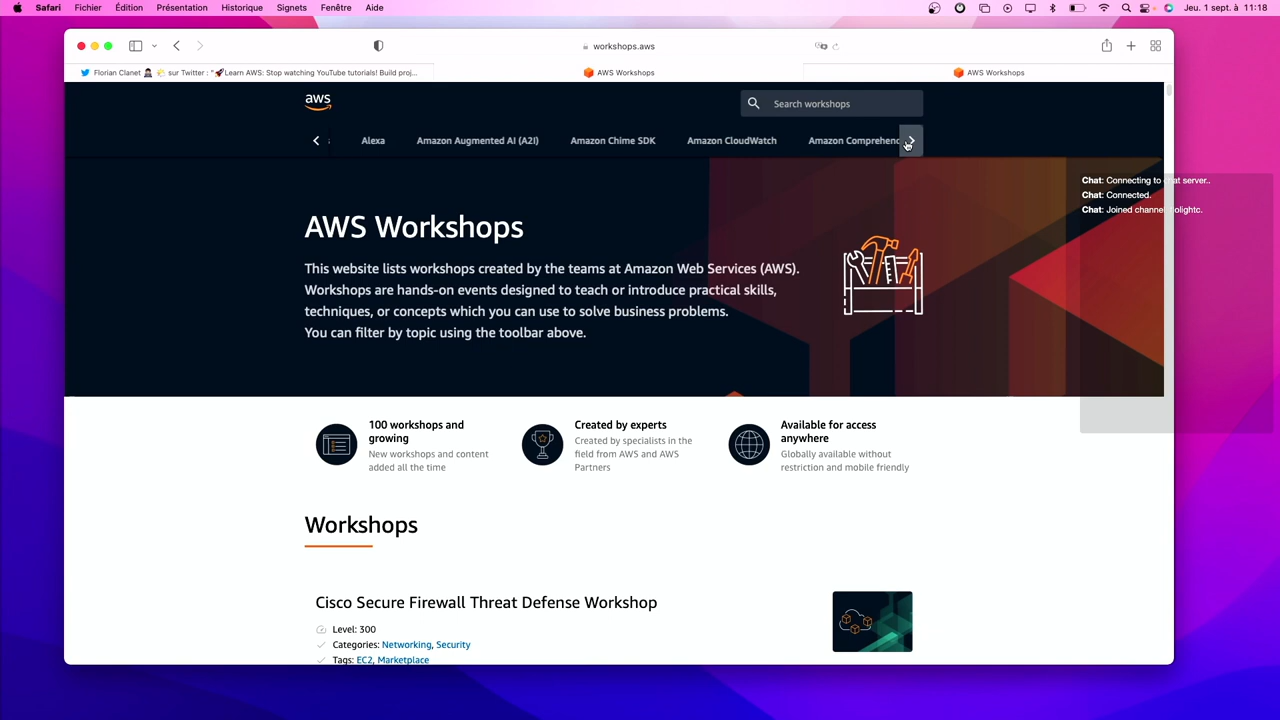 Safari Fichier Édition Présentation Historique Signets Fenêtre Aide
Jeu. 1 sept. à 11:18
workshops.aws
Florian Clanet sur Twitter : "🚀Learn AWS: Stop watching YouTube tutorials! Build proj...
AWS Workshops
AWS Workshops
aws
Search workshops
Alexa
Amazon Augmented AI (A2I)
Amazon Chime SDK
Amazon CloudWatch
Amazon Comprehenc
Chat: Connecting to chat server..
Chat: Connected.
Chat: Joined channel
AWS Workshops
This website lists workshops created by the teams at Amazon Web Services (AWS).
Workshops are hands-on events designed to teach or introduce practical skills,
techniques, or concepts which you can use to solve business problems.
You can filter by topic using the toolbar above.
100 workshops and
growing
New workshops and content
added all the time
Created by experts
Created by specialists in the
field from AWS and AWS
Partners
Available for access
anywhere
Globally available without
restriction and mobile friendly
Workshops
Cisco Secure Firewall Threat Defense Workshop
Level: 300
Categories: Networking, Security
Tags: EC2, Marketplace